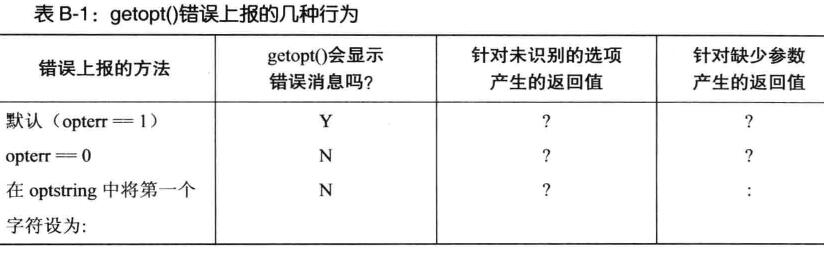 表 B-1：getopt()错误上报的几种行为
错误上报的方法 getopt()会显示错误消息吗？ 针对未识别的选项产生的返回值 针对缺少参数产生的返回值
默认（opterr == 1） Y ? ?
opterr == 0 N ? ?
在 optstring 中将第一个 N ? :
字符设为: